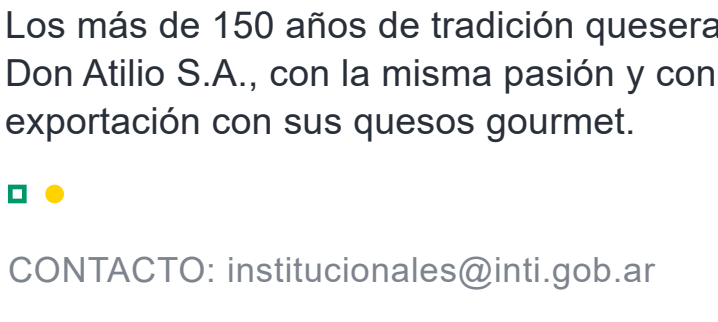 Los más de 150 años de tradición quesera
Don Atilio S.A., con la misma pasión y con
exportación con sus quesos gourmet.
CONTACTO: institucionales@inti.gob.ar